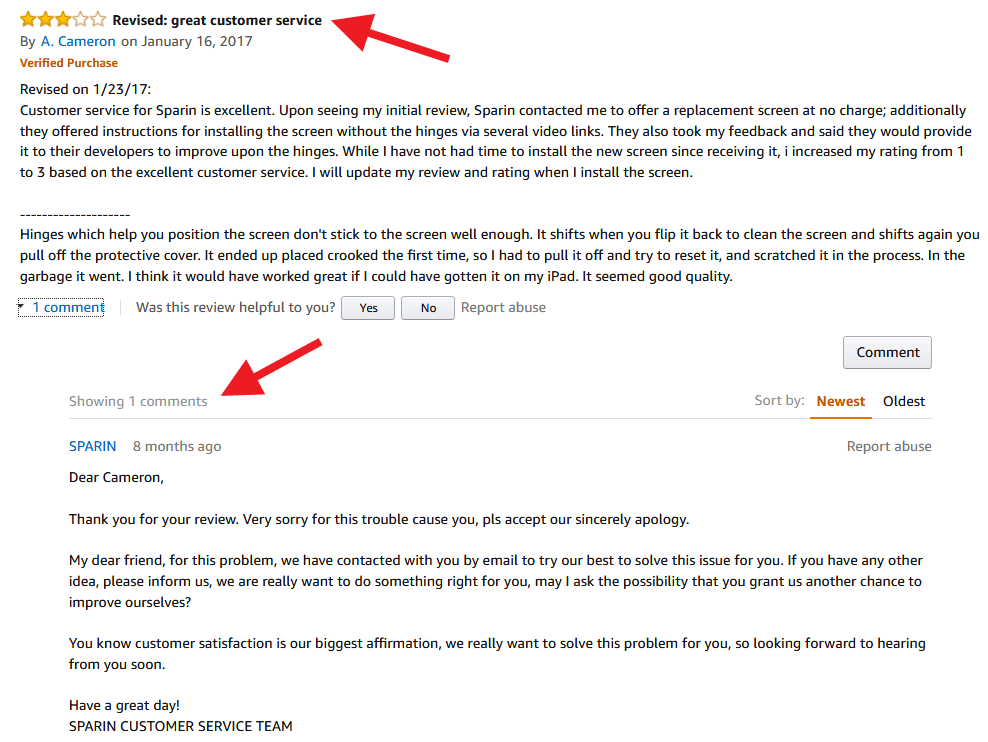 Revised: great customer service
By A. Cameron on January 16, 2017
Verified Purchase
Revised on 1/23/17:
Customer service for Sparin is excellent. Upon seeing my initial review, Sparin contacted me to offer a replacement screen at no charge; additionally
they offered instructions for installing the screen without the hinges via several video links. They also took my feedback and said they would provide
it to their developers to improve upon the hinges. While I have not had time to install the new screen since receiving it, i increased my rating from 1
to 3 based on the excellent customer service. I will update my review and rating when I install the screen.
--------------------
Hinges which help you position the screen don't stick to the screen well enough. It shifts when you flip it back to clean the screen and shifts again you
pull off the protective cover. It ended up placed crooked the first time, so I had to pull it off and try to reset it, and scratched it in the process. In the
garbage it went. I think it would have worked great if I could have gotten it on my iPad. It seemed good quality.
1 comment Was this review helpful to you? Yes No Report abuse
Comment
Showing 1 comments Sort by: Newest Oldest
SPARIN 8 months ago Report abuse
Dear Cameron,
Thank you for your review. Very sorry for this trouble cause you, pls accept our sincerely apology.
My dear friend, for this problem, we have contacted with you by email to try our best to solve this issue for you. If you have any other
idea, please inform us, we are really want to do something right for you, may I ask the possibility that you grant us another chance to
improve ourselves?
You know customer satisfaction is our biggest affirmation, we really want to solve this problem for you, so looking forward to hearing
from you soon.
Have a great day!
SPARIN CUSTOMER SERVICE TEAM